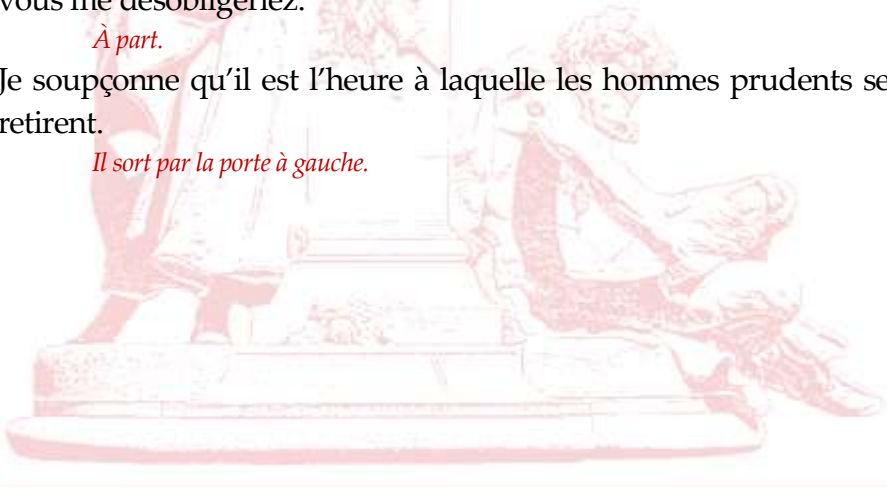 vous me désobligeriez.
À part.
Je soupçonne qu’il est l’heure à laquelle les hommes prudents se
retirent.
Il sort par la porte à gauche.